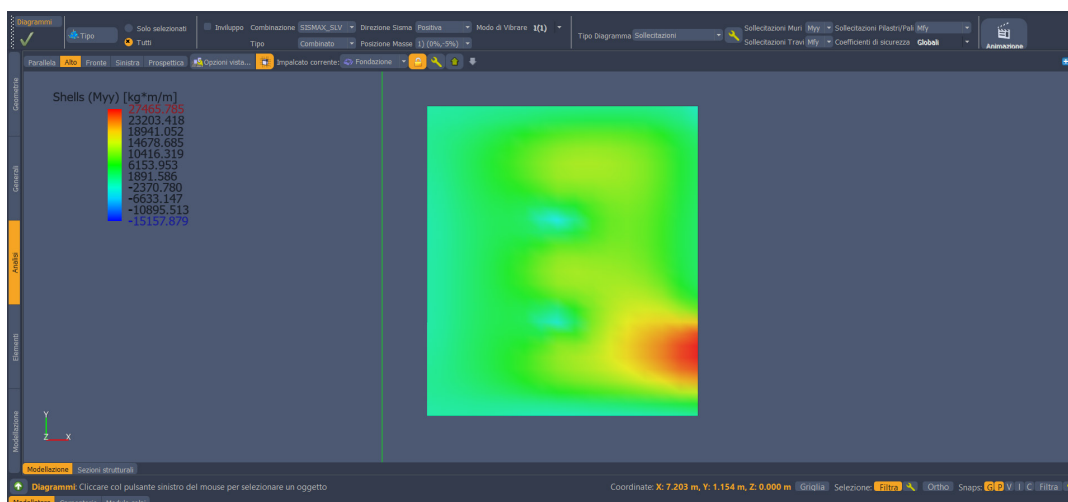 Diagrammi
Tipo
Solo selezionati
Tutti
Inviluppo Combinazione SISMAX_SLV Direzione Sisma Positiva Modo di Vibrare 1(1)
Tipo Combinato Posizione Masse 1) (0%,-5%)
Tipo Diagramma Sollecitazioni
Sollecitazioni Muri Myy Sollecitazioni Pilastri/Pali Mfy
Sollecitazioni Travi Mfy Coefficienti di sicurezza Globali
Animazione
Parallela Alto Fronte Sinistra Prospettica Opzioni vista... Impalcato corrente: Fondazione
Geometrie
Generali
Analisi
Elementi
Modellazione
Shells (Myy) [kg*m/m]
27465.785
23203.418
18941.052
14678.685
10416.319
6153.953
1891.586
-2370.780
-6633.147
-10895.513
-15157.879
Y
Z X
Modellazione Sezioni strutturali
Diagrammi: Cliccare col pulsante sinistro del mouse per selezionare un oggetto
Coordinate: X: 7.203 m, Y: 1.154 m, Z: 0.000 m Griglia Selezione: Filtra Ortho Snaps: G P V I C Filtra